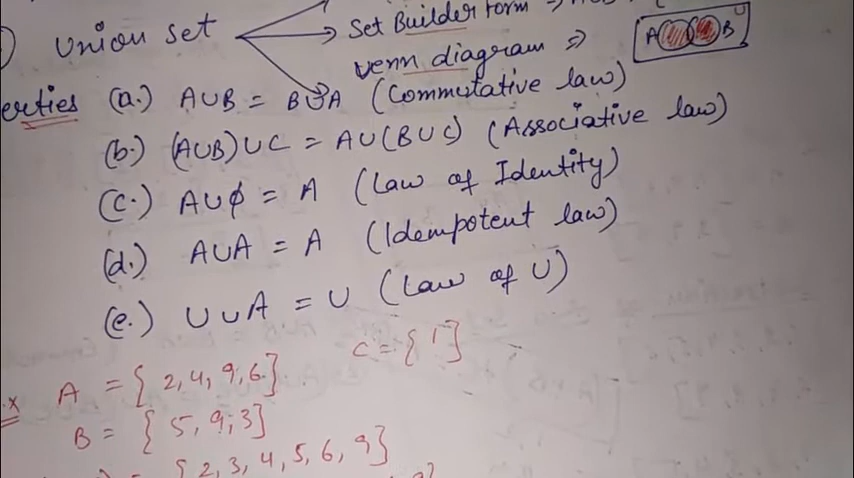 Union set → Set Builder form ⇒
venn diagram ⇒ A B U
erties (a.) A∪B = B∪A (Commutative law)
(b.) (A∪B)∪C = A∪(B∪C) (Associative law)
(c.) A∪ϕ = A (Law of Identity)
(d.) A∪A = A (Idempotent law)
(e.) U∪A = U (Law of U)
x A = {2,4,9,6} C = {1}
B = {5,9,3}
= {2,3,4,5,6,9}